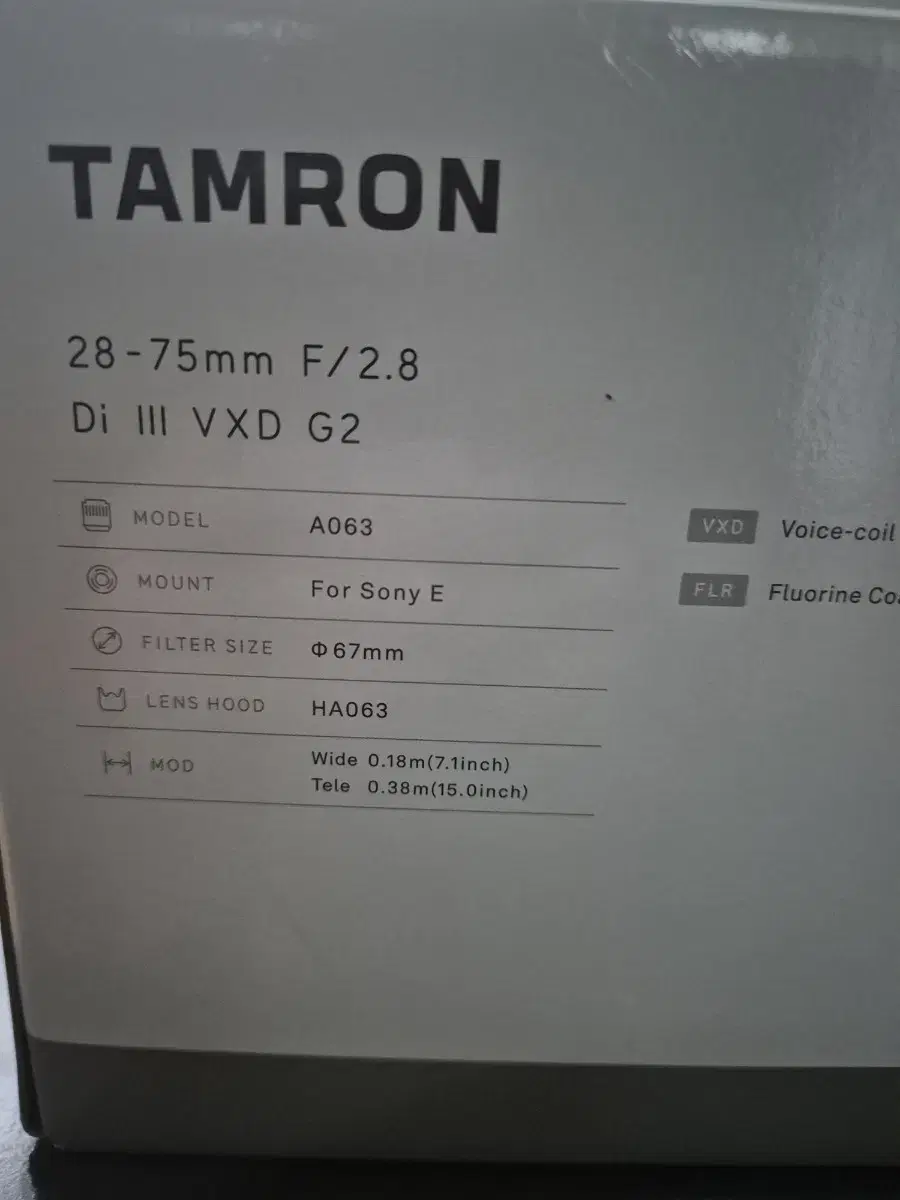 TAMRON
28-75mm F/2.8
Di III VXD G2
MODEL A063
MOUNT For Sony E
FILTER SIZE Φ67mm
LENS HOOD HA063
MOD Wide 0.18m(7.1inch)
Tele 0.38m(15.0inch)
VXD Voice-coil
FLR Fluorine